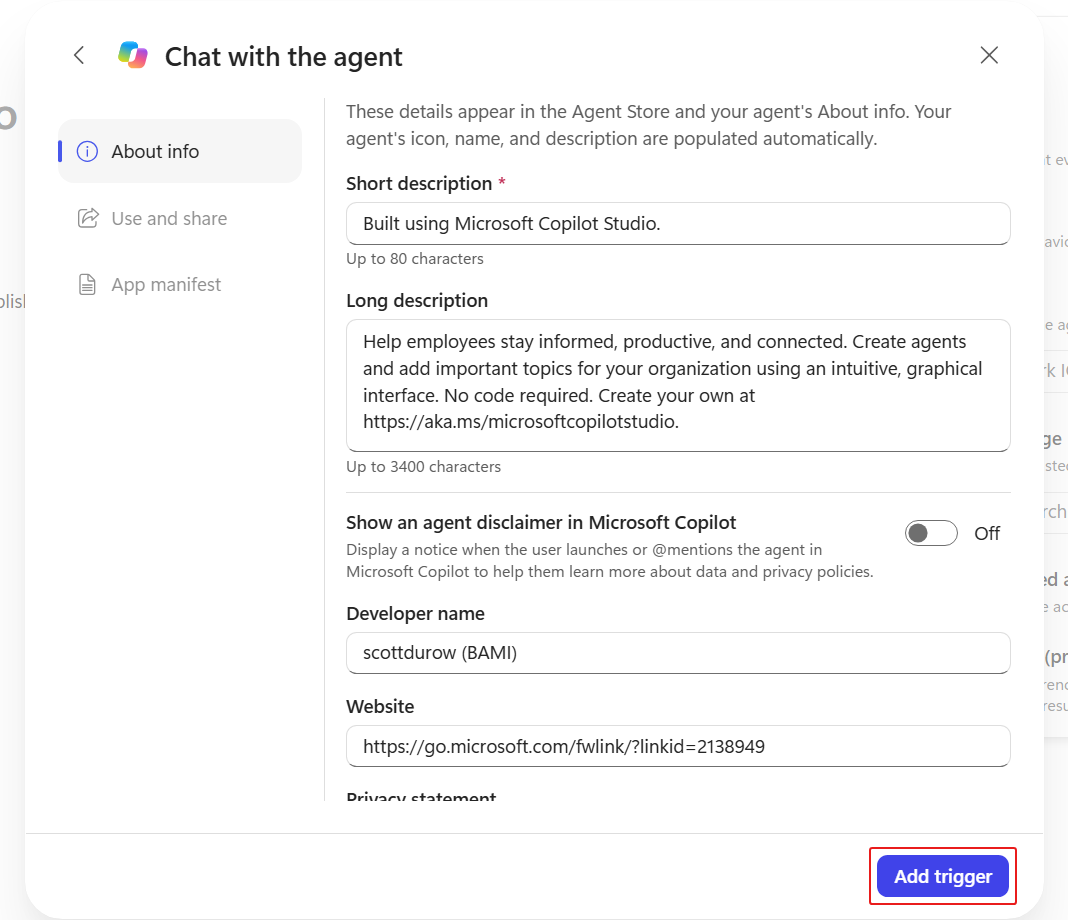 Chat with the agent
About info
Use and share
App manifest
These details appear in the Agent Store and your agent's About info. Your
agent's icon, name, and description are populated automatically.
Short description *
Built using Microsoft Copilot Studio.
Up to 80 characters
Long description
Help employees stay informed, productive, and connected. Create agents
and add important topics for your organization using an intuitive, graphical
interface. No code required. Create your own at
https://aka.ms/microsoftcopilotstudio.
Up to 3400 characters
Show an agent disclaimer in Microsoft Copilot
Off
Display a notice when the user launches or @mentions the agent in
Microsoft Copilot to help them learn more about data and privacy policies.
Developer name
scottdurow (BAMI)
Website
https://go.microsoft.com/fwlink/?linkid=2138949
Privacy statement
Add trigger